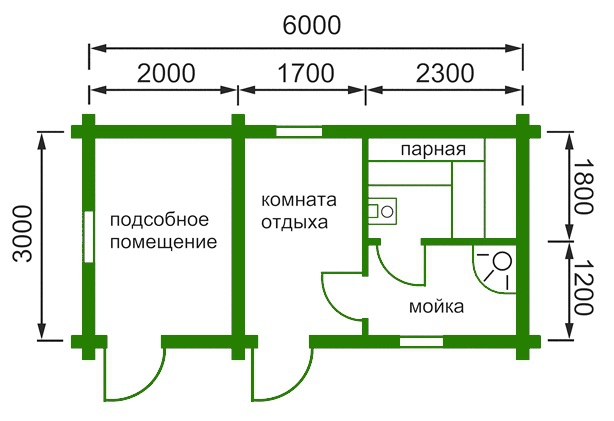 6000
2000
1700
2300
парная
1800
комната
отдыха
подсобное
помещение
3000
1200
мойка